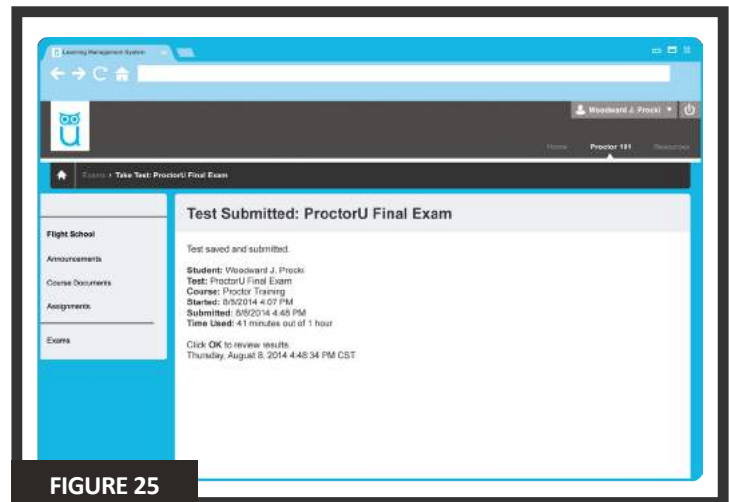 Learning Management System
Woodward J. Procki
Home Proctor 101 Resources
Exams › Take Test: ProctorU Final Exam
U
Flight School
Announcements
Course Documents
Assignments
Exams
Test Submitted: ProctorU Final Exam
Test saved and submitted.
Student: Woodward J. Procki
Test: ProctorU Final Exam
Course: Proctor Training
Started: 8/8/2014 4:07 PM
Submitted: 8/8/2014 4:48 PM
Time Used: 41 minutes out of 1 hour
Click OK to review results.
Thursday, August 8, 2014 4:48:34 PM CST
FIGURE 25